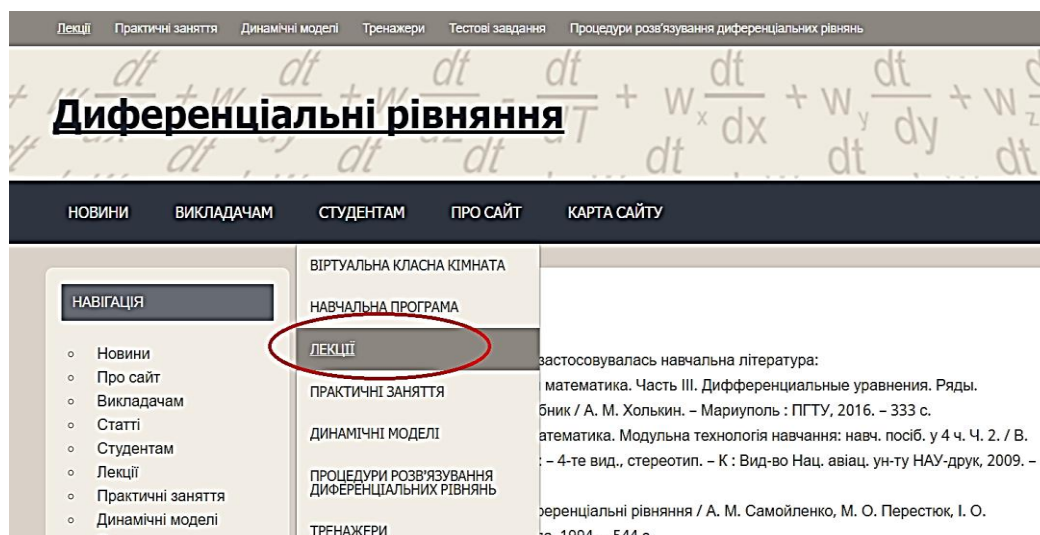 Лекції Практичні заняття Динамічні моделі Тренажери Тестові завдання Процедури розв'язування диференціальних рівнянь
Диференціальні рівняння
НОВИНИ ВИКЛАДАЧАМ СТУДЕНТАМ ПРО САЙТ КАРТА САЙТУ
ВІРТУАЛЬНА КЛАСНА КІМНАТА
НАВЧАЛЬНА ПРОГРАМА
ЛЕКЦІЇ
ПРАКТИЧНІ ЗАНЯТТЯ
ДИНАМІЧНІ МОДЕЛІ
ПРОЦЕДУРИ РОЗВ'ЯЗУВАННЯ
ДИФЕРЕНЦІАЛЬНИХ РІВНЯНЬ
ТРЕНАЖЕРИ
НАВІГАЦІЯ
Новини
Про сайт
Викладачам
Статті
Студентам
Лекції
Практичні заняття
Динамічні моделі
застосовувалась навчальна література:
математика. Часть III. Дифференциальные уравнения. Ряды.
/ А. М. Холькин. – Мариуполь : ПГТУ, 2016. – 333 с.
Модульна технологія навчання: навч. посіб. у 4 ч. Ч. 2. / В.
– 4-те вид., стереотип. – К : Вид-во Нац. авіац. ун-ту НАУ-друк, 2009. –
рівняння / А. М. Самойленко, М. О. Перестюк, І. О.
1994. – 544 с.